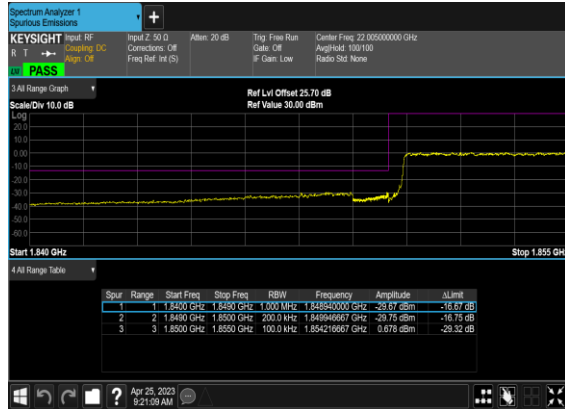 Spectrum Analyzer 1
Spurious Emissions
KEYSIGHT
R T
PASS
Input: RF
Coupling: DC
Align: Off
Input Z: 50 Ω
Corrections: Off
Freq Ref: Int (S)
Atten: 20 dB
Trig: Free Run
Gate: Off
IF Gain: Low
Center Freq: 22.005000000 GHz
Avg|Hold: 100/100
Radio Std: None
3 All Range Graph
Ref Lvl Offset 25.70 dB
Scale/Div 10.0 dB
Ref Value 30.00 dBm
Log
20.0
10.0
0.00
-10.0
-20.0
-30.0
-40.0
-50.0
-60.0
Start 1.840 GHz
Stop 1.855 GHz
4 All Range Table
Spur Range Start Freq Stop Freq RBW Frequency Amplitude ΔLimit
1 1 1.8400 GHz 1.8490 GHz 1.000 MHz 1.848940000 GHz -29.67 dBm -16.67 dB
2 2 1.8490 GHz 1.8500 GHz 200.0 kHz 1.849946667 GHz -29.75 dBm -16.75 dB
3 3 1.8500 GHz 1.8550 GHz 100.0 kHz 1.854216667 GHz 0.678 dBm -29.32 dB
?
Apr 25, 2023
9:21:09 AM